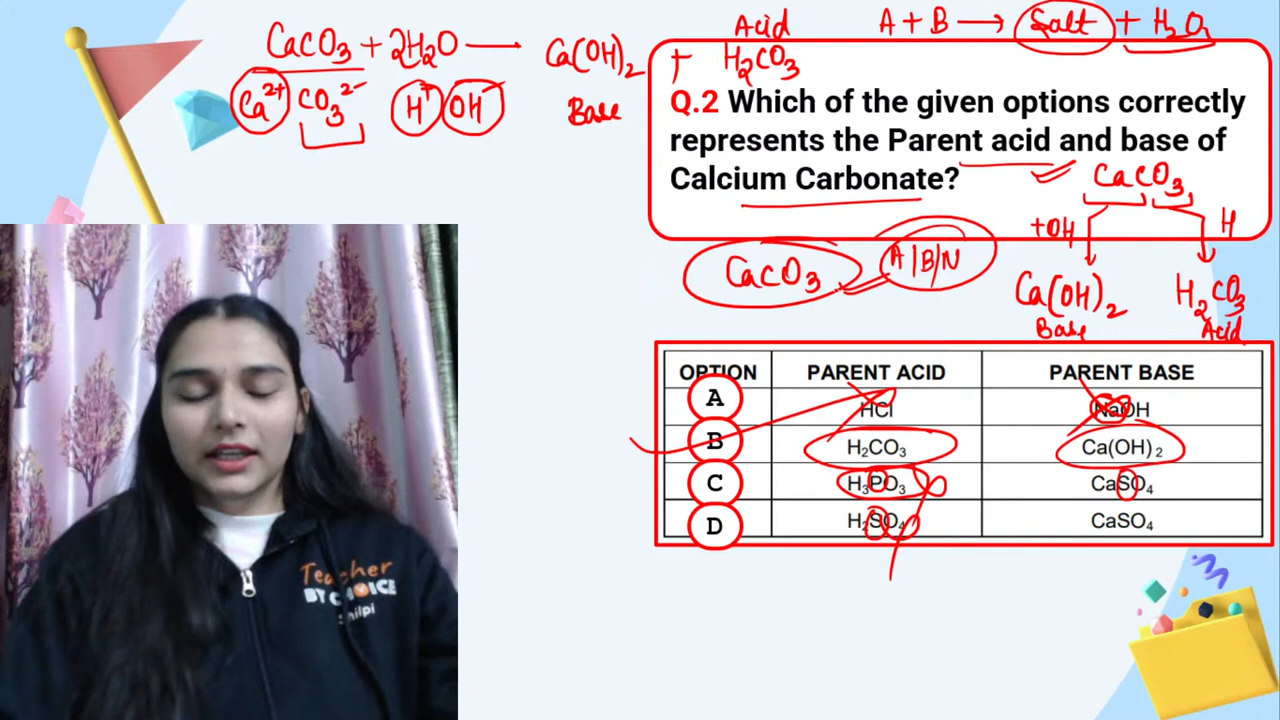 CaCO₃ + 2H₂O → Ca(OH)₂
+ H₂CO₃
Acid
Base
Ca²⁺ CO₃²⁻ H⁺ OH⁻
A + B → Salt + H₂O
Q.2 Which of the given options correctly
represents the Parent acid and base of
Calcium Carbonate?
CaCO₃
+OH H
Ca(OH)₂ H₂CO₃
Base Acid
CaCO₃ A|B|N
OPTION PARENT ACID PARENT BASE
A HCl NaOH
B H₂CO₃ Ca(OH)₂
C H₃PO₃ CaSO₄
D H₂SO₄ CaSO₄
Teacher
BY CHOICE
Shilpi